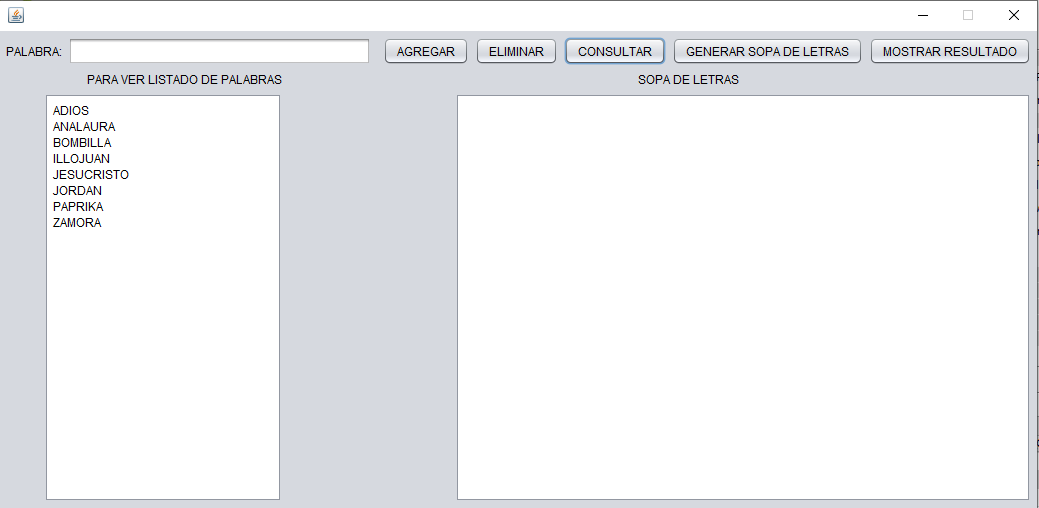 PALABRA: AGREGAR ELIMINAR CONSULTAR GENERAR SOPA DE LETRAS MOSTRAR RESULTADO
PARA VER LISTADO DE PALABRAS SOPA DE LETRAS
ADIOS
ANALAURA
BOMBILLA
ILLOJUAN
JESUCRISTO
JORDAN
PAPRIKA
ZAMORA